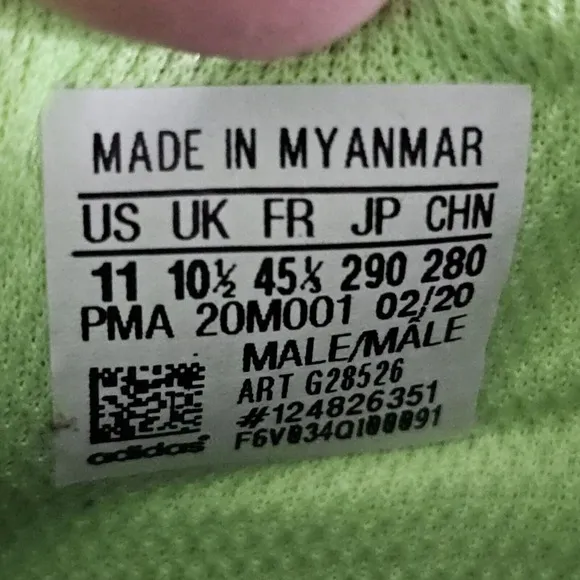 MADE IN MYANMAR
US UK FR JP CHN
11 10½ 45⅓ 290 280
PMA 20M001 02/20
MALE/MÂLE
ART G28526
#124826351
F6V034QI00091
adidas